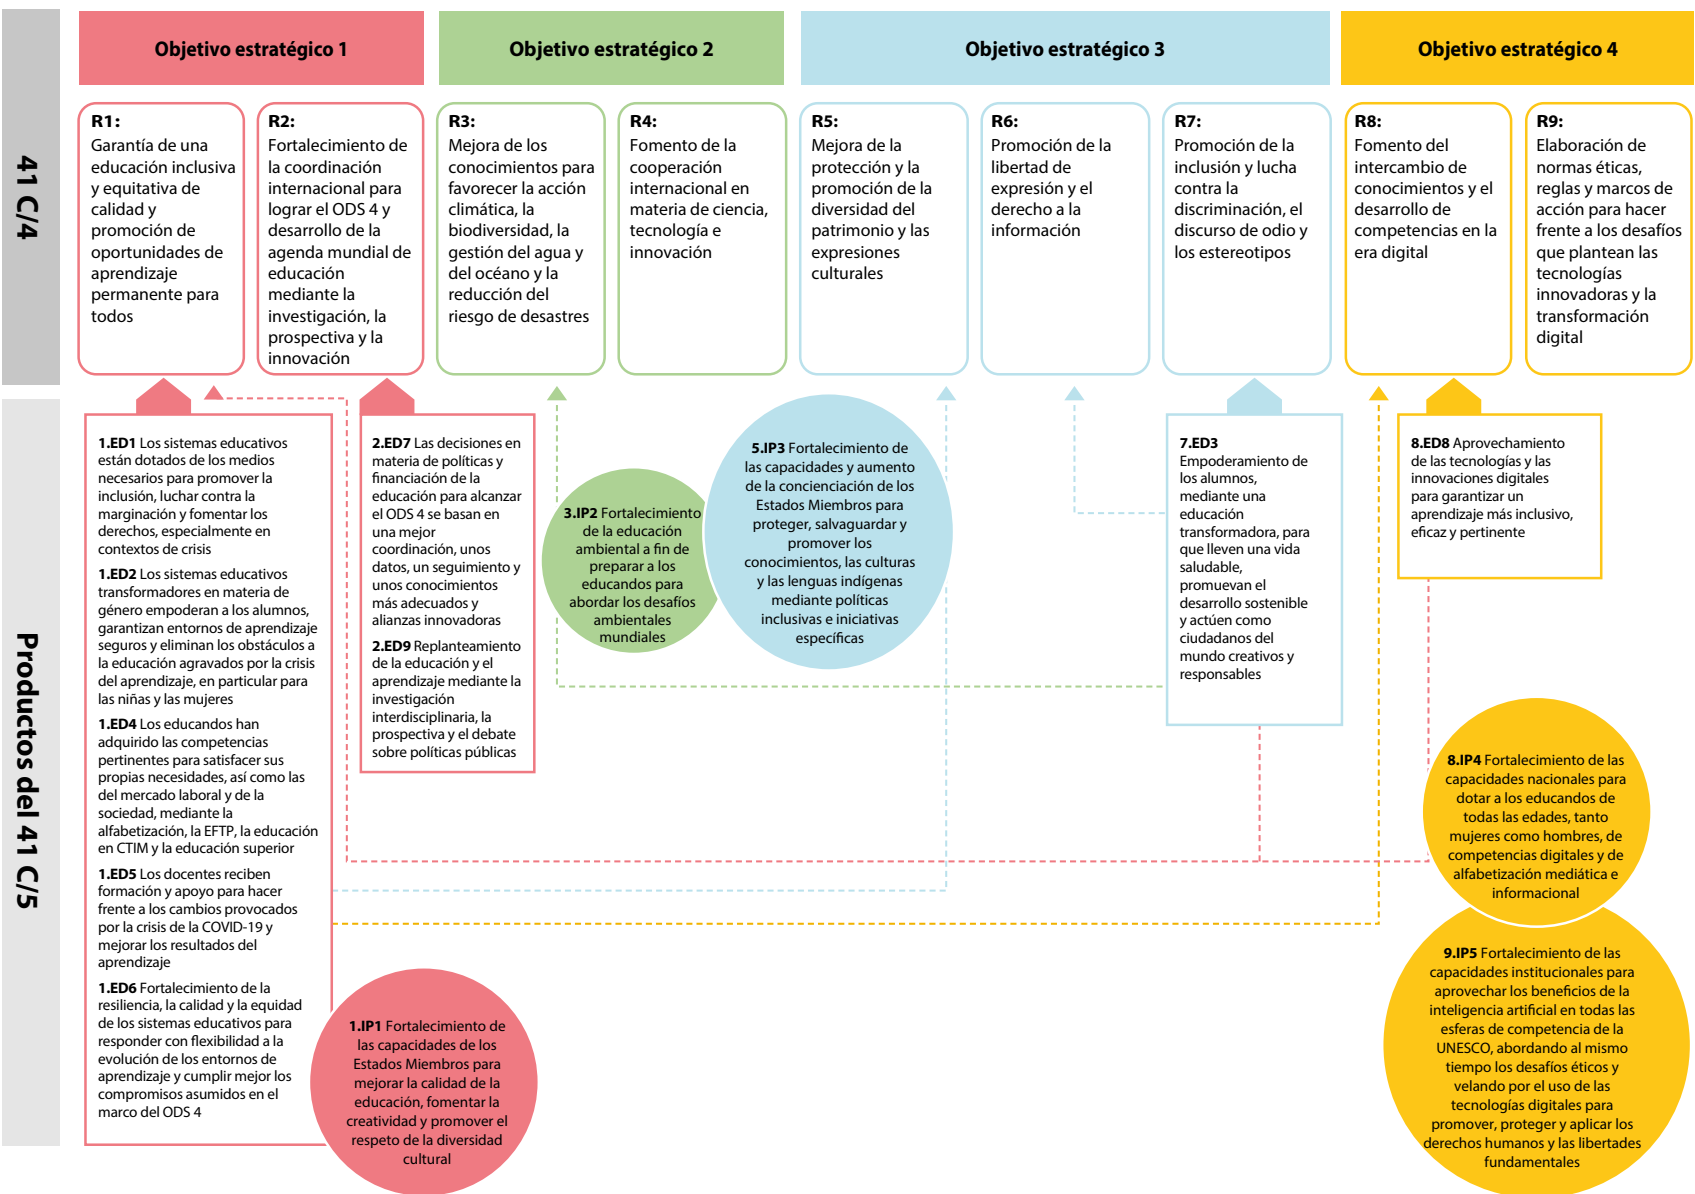 Objetivo estratégico 1
Objetivo estratégico 2
Objetivo estratégico 3
Objetivo estratégico 4
41 C/4
R1:
Garantía de una
educación inclusiva
y equitativa de
calidad y
promoción de
oportunidades de
aprendizaje
permanente para
todos
R2:
Fortalecimiento de
la coordinación
internacional para
lograr el ODS 4 y
desarrollo de la
agenda mundial de
educación
mediante la
investigación, la
prospectiva y la
innovación
R3:
Mejora de los
conocimientos para
favorecer la acción
climática, la
biodiversidad, la
gestión del agua y
del océano y la
reducción del
riesgo de desastres
R4:
Fomento de la
cooperación
internacional en
materia de ciencia,
tecnología e
innovación
R5:
Mejora de la
protección y la
promoción de la
diversidad del
patrimonio y las
expresiones
culturales
R6:
Promoción de la
libertad de
expresión y el
derecho a la
información
R7:
Promoción de la
inclusión y lucha
contra la
discriminación, el
discurso de odio y
los estereotipos
R8:
Fomento del
intercambio de
conocimientos y el
desarrollo de
competencias en la
era digital
R9:
Elaboración de
normas éticas,
reglas y marcos de
acción para hacer
frente a los desafíos
que plantean las
tecnologías
innovadoras y la
transformación
digital
Productos del 41 C/5
1.ED1 Los sistemas educativos
están dotados de los medios
necesarios para promover la
inclusión, luchar contra la
marginación y fomentar los
derechos, especialmente en
contextos de crisis
1.ED2 Los sistemas educativos
transformadores en materia de
género empoderan a los alumnos,
garantizan entornos de aprendizaje
seguros y eliminan los obstáculos a
la educación agravados por la crisis
del aprendizaje, en particular para
las niñas y las mujeres
1.ED4 Los educandos han
adquirido las competencias
pertinentes para satisfacer sus
propias necesidades, así como las
del mercado laboral y de la
sociedad, mediante la
alfabetización, la EFTP, la educación
en CTIM y la educación superior
1.ED5 Los docentes reciben
formación y apoyo para hacer
frente a los cambios provocados
por la crisis de la COVID-19 y
mejorar los resultados del
aprendizaje
1.ED6 Fortalecimiento de la
resiliencia, la calidad y la equidad
de los sistemas educativos para
responder con flexibilidad a la
evolución de los entornos de
aprendizaje y cumplir mejor los
compromisos asumidos en el
marco del ODS 4
1.IP1 Fortalecimiento de
las capacidades de los
Estados Miembros para
mejorar la calidad de la
educación, fomentar la
creatividad y promover el
respeto de la diversidad
cultural
2.ED7 Las decisiones en
materia de políticas y
financiación de la
educación para alcanzar
el ODS 4 se basan en
una mejor
coordinación, unos
datos, un seguimiento y
unos conocimientos
más adecuados y
alianzas innovadoras
2.ED9 Replanteamiento
de la educación y el
aprendizaje mediante la
investigación
interdisciplinaria, la
prospectiva y el debate
sobre políticas públicas
3.IP2 Fortalecimiento
de la educación
ambiental a fin de
preparar a los
educandos para
abordar los desafíos
ambientales
mundiales
5.IP3 Fortalecimiento de
las capacidades y aumento
de la concienciación de los
Estados Miembros para
proteger, salvaguardar y
promover los
conocimientos, las culturas
y las lenguas indígenas
mediante políticas
inclusivas e iniciativas
específicas
7.ED3
Empoderamiento de
los alumnos,
mediante una
educación
transformadora, para
que lleven una vida
saludable,
promuevan el
desarrollo sostenible
y actúen como
ciudadanos del
mundo creativos y
responsables
8.ED8 Aprovechamiento
de las tecnologías y las
innovaciones digitales
para garantizar un
aprendizaje más inclusivo,
eficaz y pertinente
8.IP4 Fortalecimiento de las
capacidades nacionales para
dotar a los educandos de
todas las edades, tanto
mujeres como hombres, de
competencias digitales y de
alfabetización mediática e
informacional
9.IP5 Fortalecimiento de las
capacidades institucionales para
aprovechar los beneficios de la
inteligencia artificial en todas las
esferas de competencia de la
UNESCO, abordando al mismo
tiempo los desafíos éticos y
velando por el uso de las
tecnologías digitales para
promover, proteger y aplicar los
derechos humanos y las libertades
fundamentales